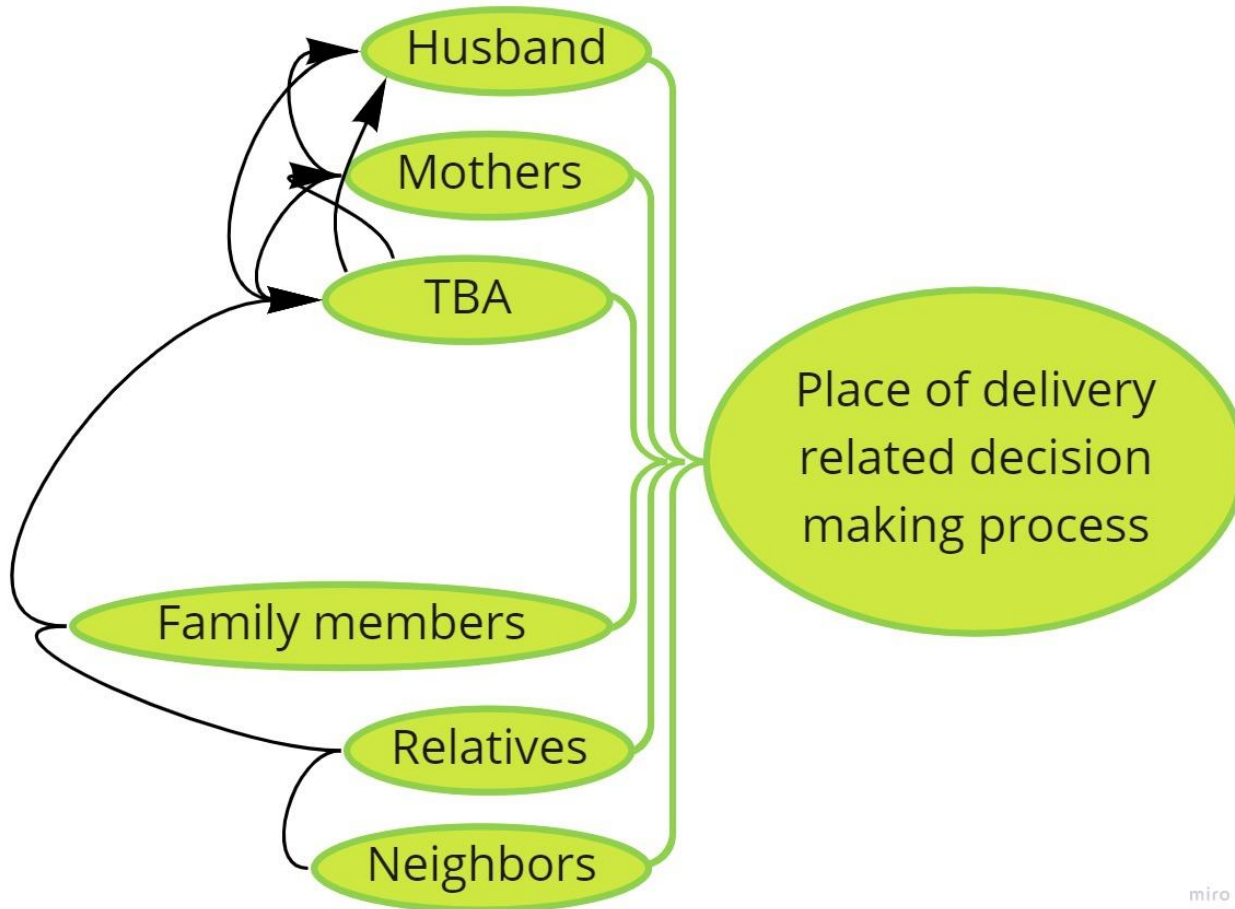 Husband
Mothers
TBA
Place of delivery
related decision
making process
Family members
Relatives
Neighbors
miro